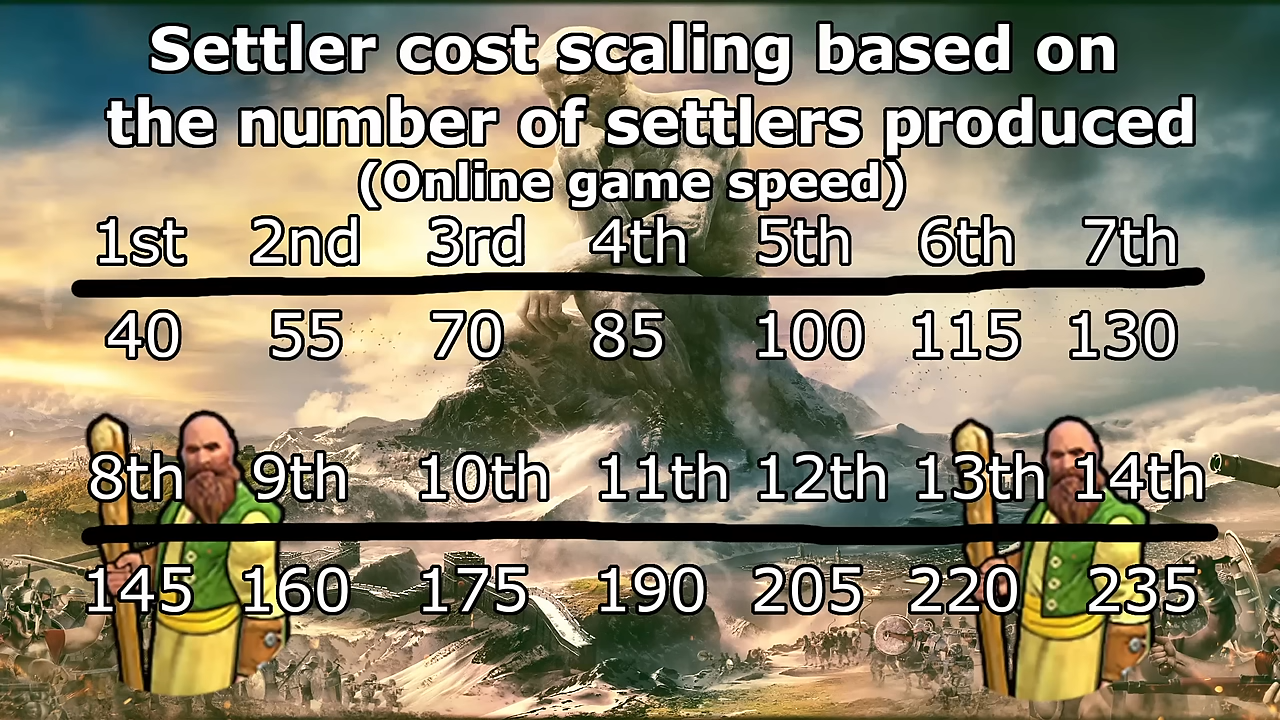 Settler cost scaling based on
the number of settlers produced
(Online game speed)
1st 2nd 3rd 4th 5th 6th 7th
40 55 70 85 100 115 130
8th 9th 10th 11th 12th 13th 14th
145 160 175 190 205 220 235